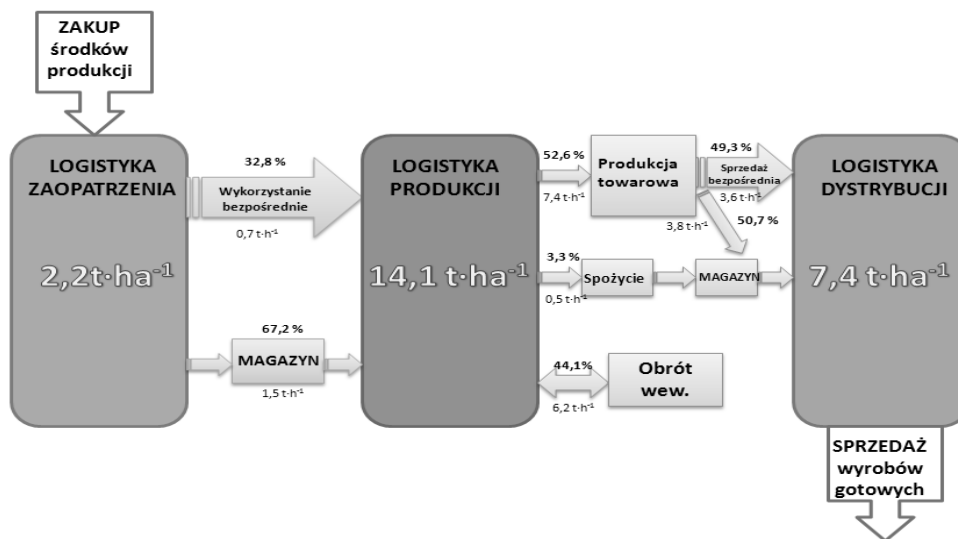 ZAKUP
środków
produkcji
LOGISTYKA
ZAOPATRZENIA
2,2t·ha⁻¹
32,8 %
Wykorzystanie
bezpośrednie
0,7 t·h⁻¹
67,2 %
MAGAZYN
1,5 t·h⁻¹
LOGISTYKA
PRODUKCJI
14,1 t·ha⁻¹
52,6 %
7,4 t·h⁻¹
Produkcja
towarowa
49,3 %
Sprzedaż
bezpośrednia
3,6 t·h⁻¹
50,7 %
3,8 t·h⁻¹
3,3 %
0,5 t·h⁻¹
Spożycie
MAGAZYN
44,1%
6,2 t·h⁻¹
Obrót
wew.
LOGISTYKA
DYSTRYBUCJI
7,4 t·ha⁻¹
SPRZEDAŻ
wyrobów
gotowych